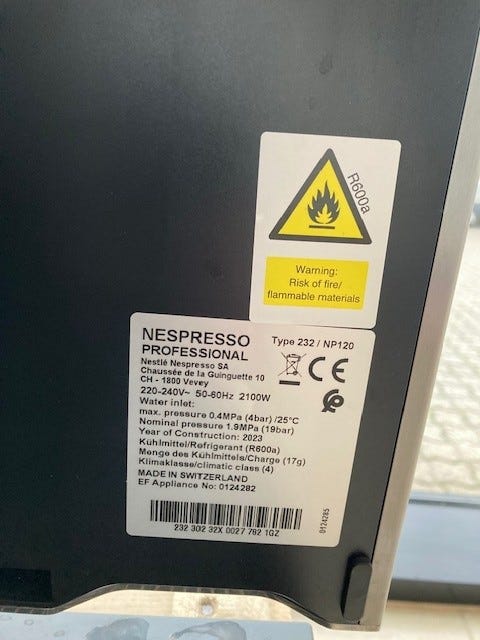 R600a
Warning:
Risk of fire/
flammable materials
NESPRESSO
PROFESSIONAL
Type 232 / NP120
Nestlé Nespresso SA
Chaussée de la Guinguette 10
CH - 1800 Vevey
220-240V~ 50-60Hz 2100W
Water inlet:
max. pressure 0.4MPa (4bar) /25°C
Nominal pressure 1.9MPa (19bar)
Year of Construction: 2023
Kühlmittel/Refrigerant (R600a)
Menge des Kühlmittels/Charge (17g)
Klimaklasse/climatic class (4)
MADE IN SWITZERLAND
EF Appliance No: 0124282
CE
232 302 32X 0027 782 1GZ
0124285